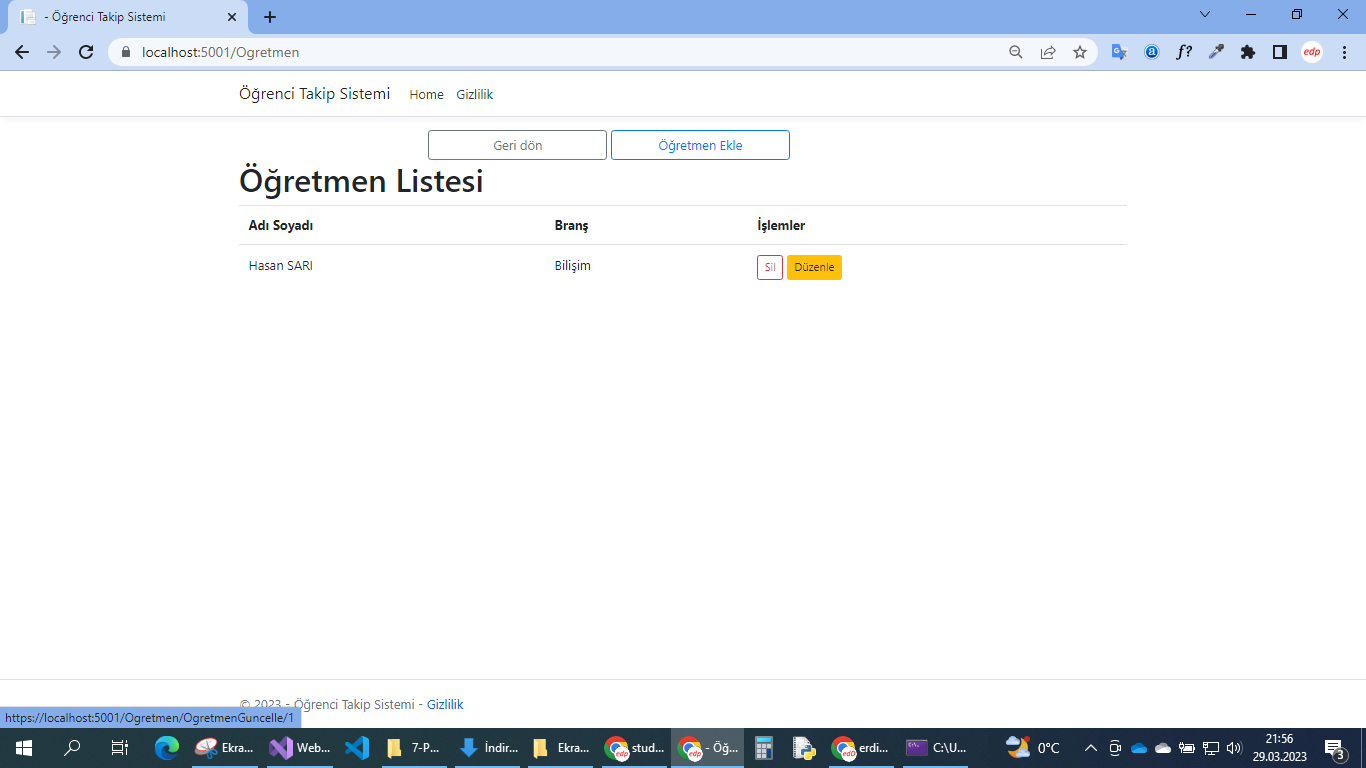 - Öğrenci Takip Sistemi
localhost:5001/Ogretmen
a
f?
edp
Öğrenci Takip Sistemi Home Gizlilik
Geri dön Öğretmen Ekle
Öğretmen Listesi
Adı Soyadı Branş İşlemler
Hasan SARI Bilişim Sil Düzenle
© 2023 - Öğrenci Takip Sistemi - Gizlilik
https://localhost:5001/Ogretmen/OgretmenGuncelle/1
Ekra... Web... 7-P... İndir... Ekra... stud... - Öğ... erdi... C:\U... 0°C 21:56
29.03.2023
3